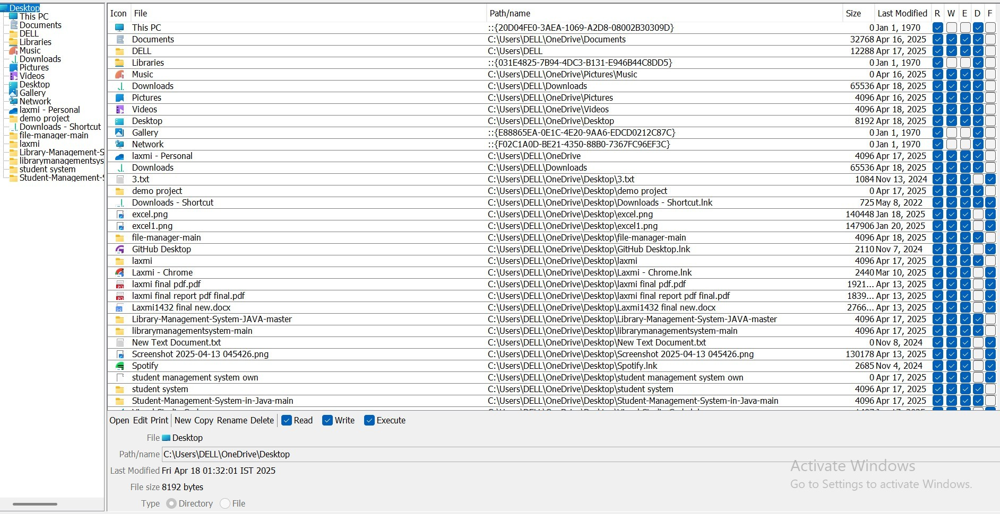 Desktop
This PC
Documents
DELL
Libraries
Music
Downloads
Pictures
Videos
Desktop
Gallery
Network
laxmi - Personal
demo project
Downloads - Shortcut
file-manager-main
laxmi
Library-Management-S
librarymanagementsys
student system
Student-Management-S
Icon File Path/name Size Last Modified R W E D F
This PC ::{20D04FE0-3AEA-1069-A2D8-08002B30309D} 0 Jan 1, 1970
Documents C:\Users\DELL\OneDrive\Documents 32768 Apr 16, 2025
DELL C:\Users\DELL 12288 Apr 17, 2025
Libraries ::{031E4825-7B94-4DC3-B131-E946B44C8DD5} 0 Jan 1, 1970
Music C:\Users\DELL\OneDrive\Pictures\Music 0 Apr 16, 2025
Downloads C:\Users\DELL\Downloads 65536 Apr 18, 2025
Pictures C:\Users\DELL\OneDrive\Pictures 4096 Apr 16, 2025
Videos C:\Users\DELL\OneDrive\Videos 4096 Apr 18, 2025
Desktop C:\Users\DELL\OneDrive\Desktop 8192 Apr 18, 2025
Gallery ::{E88865EA-0E1C-4E20-9AA6-EDCD0212C87C} 0 Jan 1, 1970
Network ::{F02C1A0D-BE21-4350-88B0-7367FC96EF3C} 0 Jan 1, 1970
laxmi - Personal C:\Users\DELL\OneDrive 4096 Apr 17, 2025
Downloads C:\Users\DELL\Downloads 65536 Apr 18, 2025
3.txt C:\Users\DELL\OneDrive\Desktop\3.txt 1084 Nov 13, 2024
demo project C:\Users\DELL\OneDrive\Desktop\demo project 0 Apr 17, 2025
Downloads - Shortcut C:\Users\DELL\OneDrive\Desktop\Downloads - Shortcut.lnk 725 May 8, 2022
excel.png C:\Users\DELL\OneDrive\Desktop\excel.png 140448 Jan 18, 2025
excel1.png C:\Users\DELL\OneDrive\Desktop\excel1.png 147906 Jan 20, 2025
file-manager-main C:\Users\DELL\OneDrive\Desktop\file-manager-main 4096 Apr 18, 2025
GitHub Desktop C:\Users\DELL\OneDrive\Desktop\GitHub Desktop.lnk 2110 Nov 7, 2024
laxmi C:\Users\DELL\OneDrive\Desktop\laxmi 4096 Apr 17, 2025
Laxmi - Chrome C:\Users\DELL\OneDrive\Desktop\Laxmi - Chrome.lnk 2440 Mar 10, 2025
laxmi final pdf.pdf C:\Users\DELL\OneDrive\Desktop\laxmi final pdf.pdf 1921... Apr 13, 2025
laxmi final report pdf final.pdf C:\Users\DELL\OneDrive\Desktop\laxmi final report pdf final.pdf 1839... Apr 13, 2025
Laxmi1432 final new.docx C:\Users\DELL\OneDrive\Desktop\Laxmi1432 final new.docx 2766... Apr 13, 2025
Library-Management-System-JAVA-master C:\Users\DELL\OneDrive\Desktop\Library-Management-System-JAVA-master 4096 Apr 17, 2025
librarymanagementsystem-main C:\Users\DELL\OneDrive\Desktop\librarymanagementsystem-main 4096 Apr 17, 2025
New Text Document.txt C:\Users\DELL\OneDrive\Desktop\New Text Document.txt 0 Nov 8, 2024
Screenshot 2025-04-13 045426.png C:\Users\DELL\OneDrive\Desktop\Screenshot 2025-04-13 045426.png 130178 Apr 13, 2025
Spotify C:\Users\DELL\OneDrive\Desktop\Spotify.lnk 2685 Nov 4, 2024
student management system own C:\Users\DELL\OneDrive\Desktop\student management system own 0 Apr 17, 2025
student system C:\Users\DELL\OneDrive\Desktop\student system 4096 Apr 17, 2025
Student-Management-System-in-Java-main C:\Users\DELL\OneDrive\Desktop\Student-Management-System-in-Java-main 4096 Apr 17, 2025
Open Edit Print New Copy Rename Delete Read Write Execute
File Desktop
Path/name C:\Users\DELL\OneDrive\Desktop
Last Modified Fri Apr 18 01:32:01 IST 2025
File size 8192 bytes
Type Directory File
Activate Windows
Go to Settings to activate Windows.